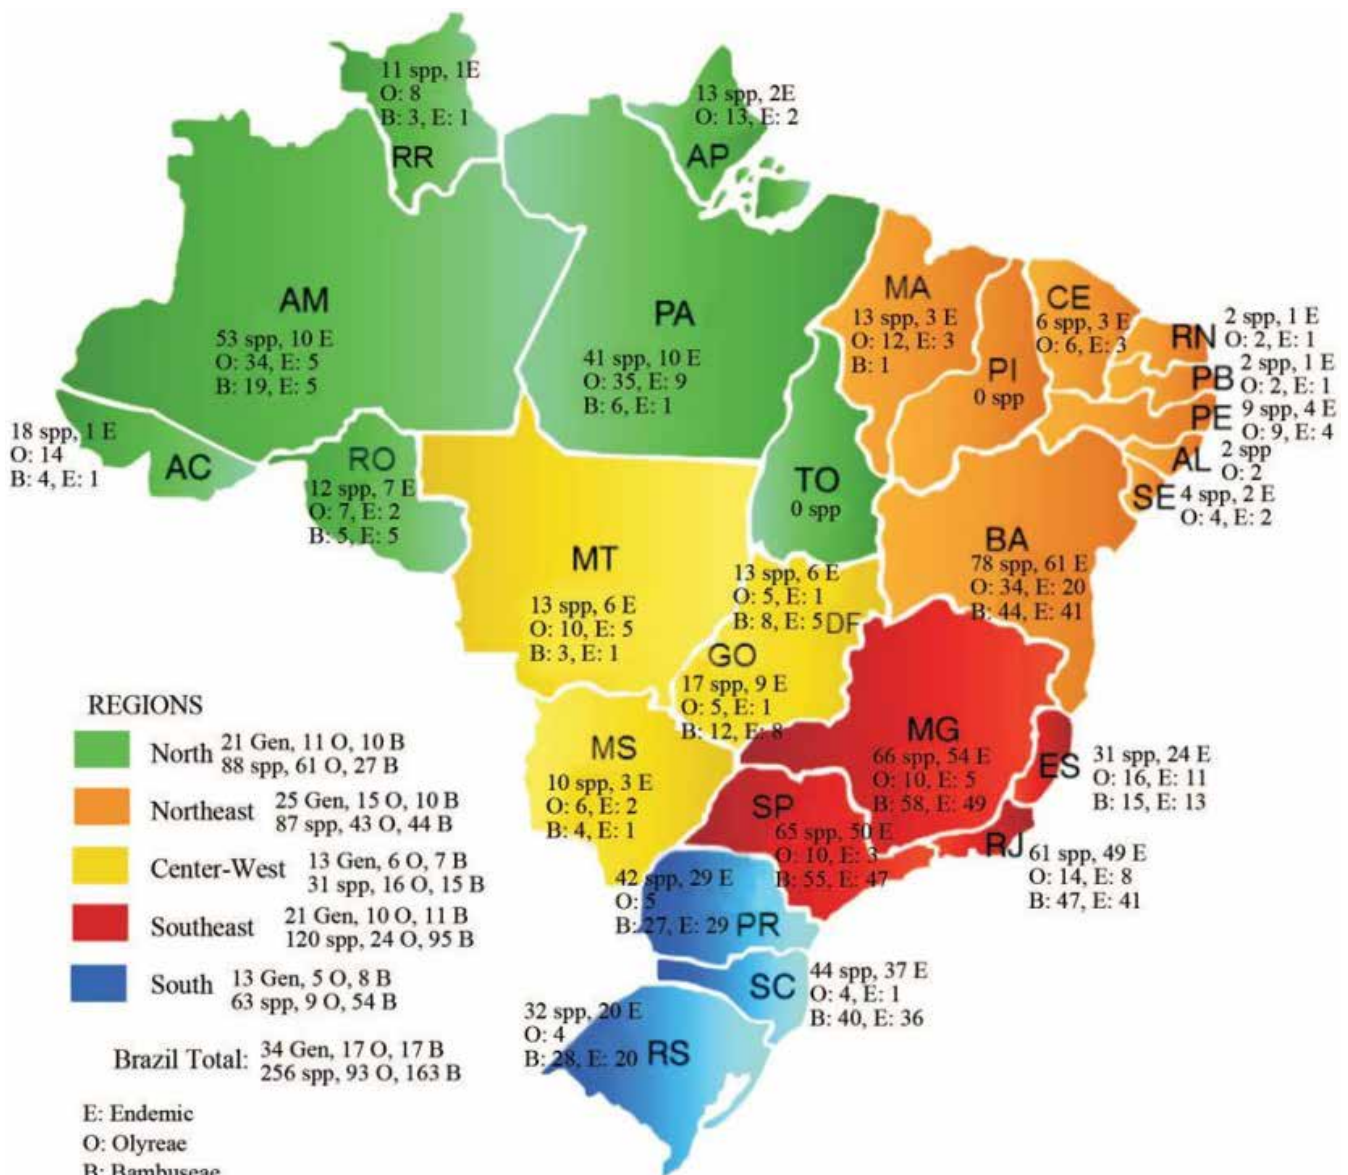 11 spp, 1E
O: 8
B: 3, E: 1
RR
13 spp, 2E
O: 13, E: 2
AP
AM
53 spp, 10 E
O: 34, E: 5
B: 19, E: 5
PA
41 spp, 10 E
O: 35, E: 9
B: 6, E: 1
MA
13 spp, 3 E
O: 12, E: 3
B: 1
PI
0 spp
CE
6 spp, 3 E
O: 6, E: 3
RN
2 spp, 1 E
O: 2, E: 1
PB
2 spp, 1 E
O: 2, E: 1
PE
9 spp, 4 E
O: 9, E: 4
AL
2 spp
O: 2
SE
4 spp, 2 E
O: 4, E: 2
18 spp, 1 E
O: 14
B: 4, E: 1
AC
RO
12 spp, 7 E
O: 7, E: 2
B: 5, E: 5
TO
0 spp
BA
78 spp, 61 E
O: 34, E: 20
B: 44, E: 41
MT
13 spp, 6 E
O: 10, E: 5
B: 3, E: 1
13 spp, 6 E
O: 5, E: 1
B: 8, E: 5
DF
GO
17 spp, 9 E
O: 5, E: 1
B: 12, E: 8
MS
10 spp, 3 E
O: 6, E: 2
B: 4, E: 1
MG
66 spp, 54 E
O: 10, E: 5
B: 58, E: 49
ES
31 spp, 24 E
O: 16, E: 11
B: 15, E: 13
SP
65 spp, 50 E
O: 10, E: 3
B: 55, E: 47
RJ
61 spp, 49 E
O: 14, E: 8
B: 47, E: 41
42 spp, 29 E
O: 5
B: 27, E: 29
PR
SC
44 spp, 37 E
O: 4, E: 1
B: 40, E: 36
32 spp, 20 E
O: 4
B: 28, E: 20
RS
REGIONS
North 21 Gen, 11 O, 10 B
88 spp, 61 O, 27 B
Northeast 25 Gen, 15 O, 10 B
87 spp, 43 O, 44 B
Center-West 13 Gen, 6 O, 7 B
31 spp, 16 O, 15 B
Southeast 21 Gen, 10 O, 11 B
120 spp, 24 O, 95 B
South 13 Gen, 5 O, 8 B
63 spp, 9 O, 54 B
Brazil Total: 34 Gen, 17 O, 17 B
256 spp, 93 O, 163 B
E: Endemic
O: Olyreae
B: Bambuseae